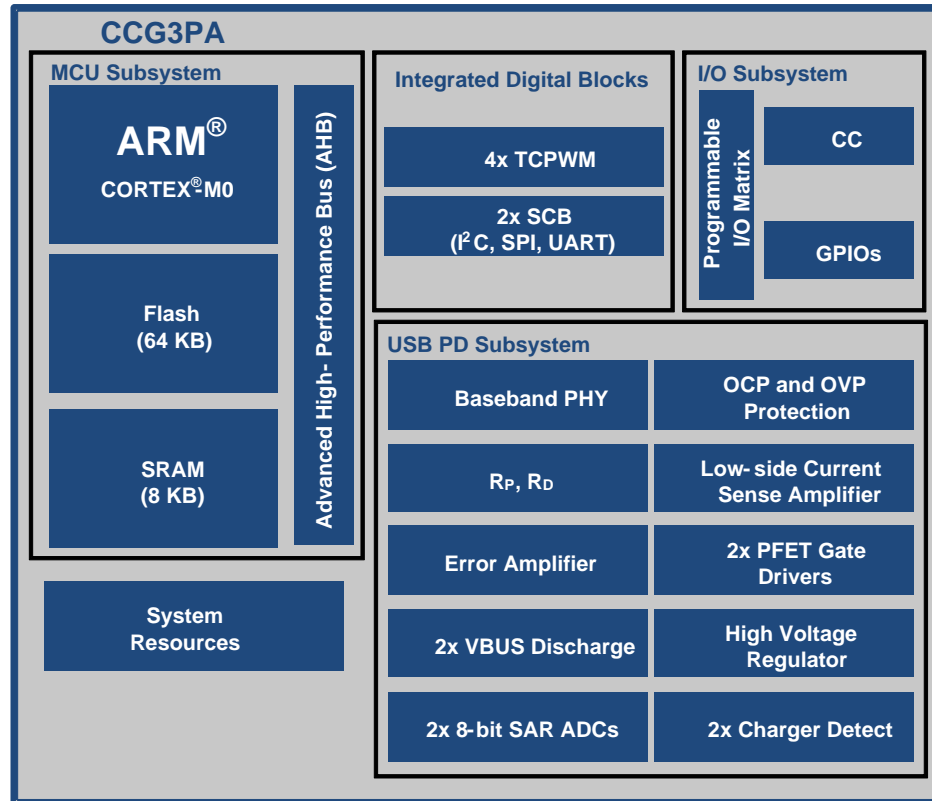 CCG3PA
MCU Subsystem
ARM®
CORTEX®-M0
Flash
(64 KB)
SRAM
(8 KB)
Advanced High- Performance Bus (AHB)
System
Resources
Integrated Digital Blocks
4x TCPWM
2x SCB
(I²C, SPI, UART)
I/O Subsystem
Programmable
I/O Matrix
CC
GPIOs
USB PD Subsystem
Baseband PHY
OCP and OVP
Protection
RP, RD
Low-side Current
Sense Amplifier
Error Amplifier
2x PFET Gate
Drivers
2x VBUS Discharge
High Voltage
Regulator
2x 8-bit SAR ADCs
2x Charger Detect